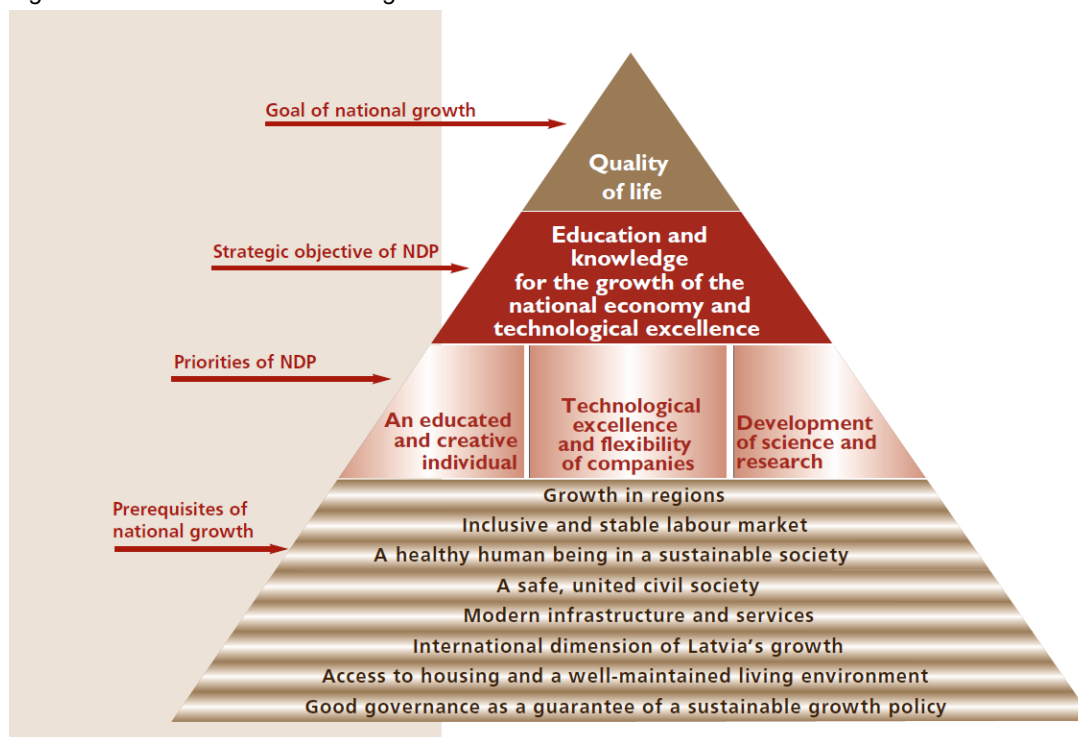 Goal of national growth
Quality
of life
Strategic objective of NDP
Education and
knowledge
for the growth of the
national economy and
technological excellence
Priorities of NDP
An educated
and creative
individual
Technological
excellence
and flexibility
of companies
Development
of science and
research
Prerequisites of
national growth
Growth in regions
Inclusive and stable labour market
A healthy human being in a sustainable society
A safe, united civil society
Modern infrastructure and services
International dimension of Latvia's growth
Access to housing and a well-maintained living environment
Good governance as a guarantee of a sustainable growth policy